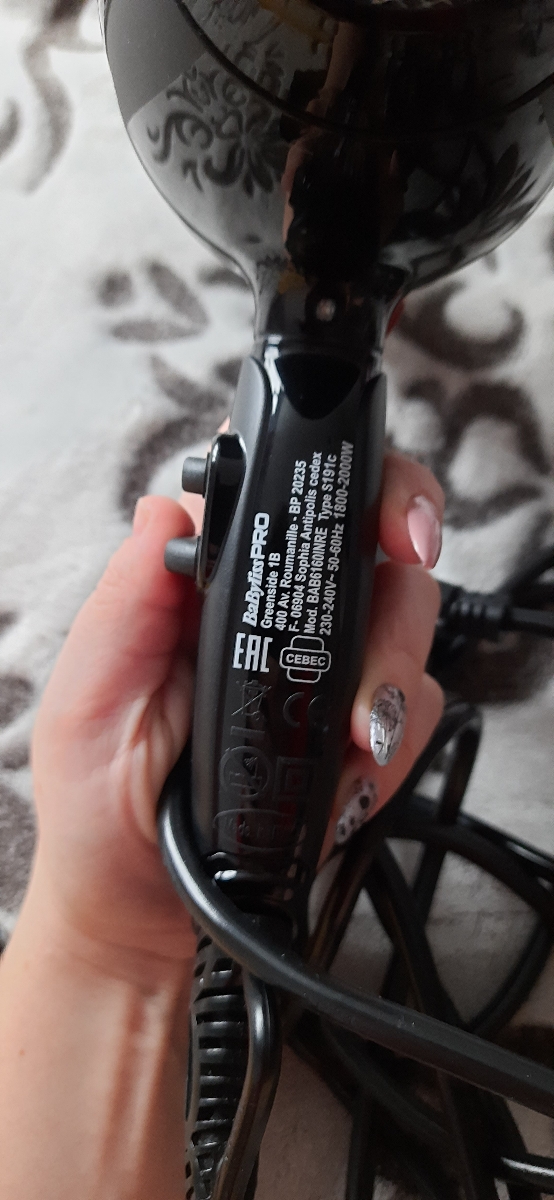 BaBylissPRO
Greenside 1B
400 Av. Roumanille - BP 20235
F- 06904 Sophia Antipolis cedex
Mod. BAB6160INRE Type S191c
230-240V~ 50-60Hz 1800-2000W
EAC
CEBEC